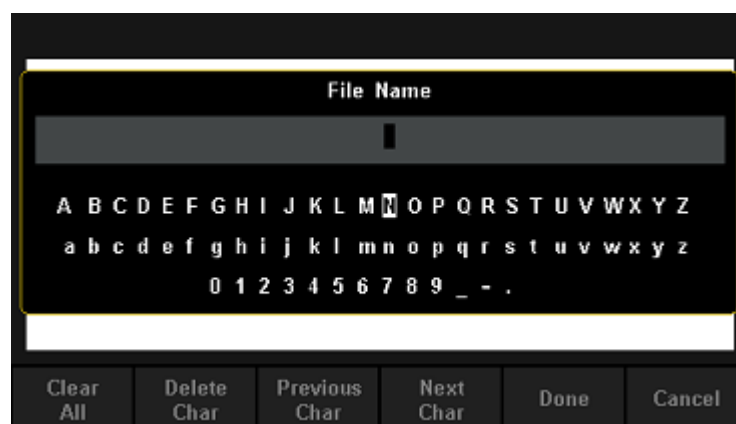 File Name
A B C D E F G H I J K L M N O P Q R S T U V W X Y Z
a b c d e f g h i j k l m n o p q r s t u v w x y z
0 1 2 3 4 5 6 7 8 9 _ - .
Clear All
Delete Char
Previous Char
Next Char
Done
Cancel